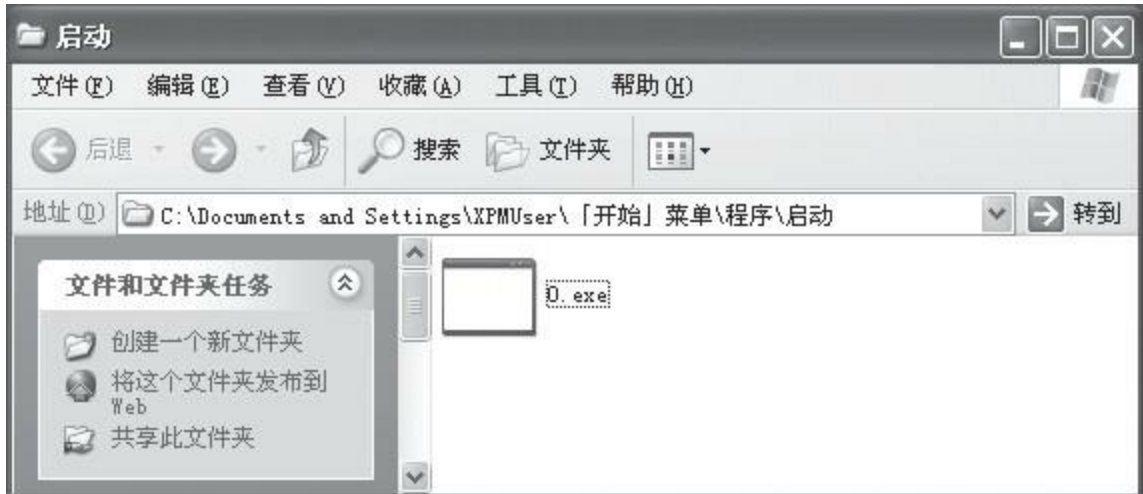 启动
文件(F) 编辑(E) 查看(V) 收藏(A) 工具(T) 帮助(H)
后退 搜索 文件夹
地址(D) C:\Documents and Settings\XPMUser\「开始」菜单\程序\启动 转到
文件和文件夹任务
O.exe
创建一个新文件夹
将这个文件夹发布到
Web
共享此文件夹